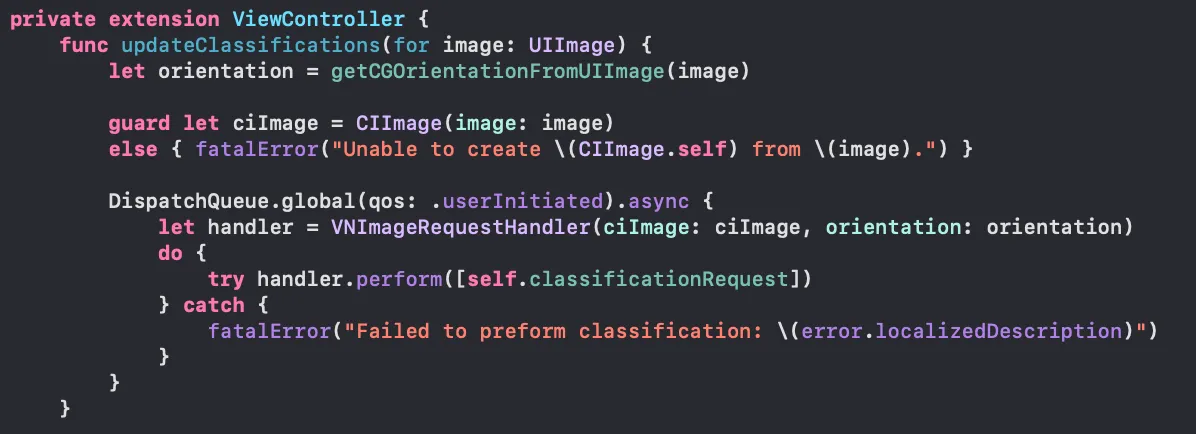 private extension ViewController {
    func updateClassifications(for image: UIImage) {
        let orientation = getCGOrientationFromUIImage(image)

        guard let ciImage = CIImage(image: image)
        else { fatalError("Unable to create \(CIImage.self) from \(image).") }

        DispatchQueue.global(qos: .userInitiated).async {
            let handler = VNImageRequestHandler(ciImage: ciImage, orientation: orientation)
            do {
                try handler.perform([self.classificationRequest])
            } catch {
                fatalError("Failed to preform classification: \(error.localizedDescription)")
            }
        }
    }